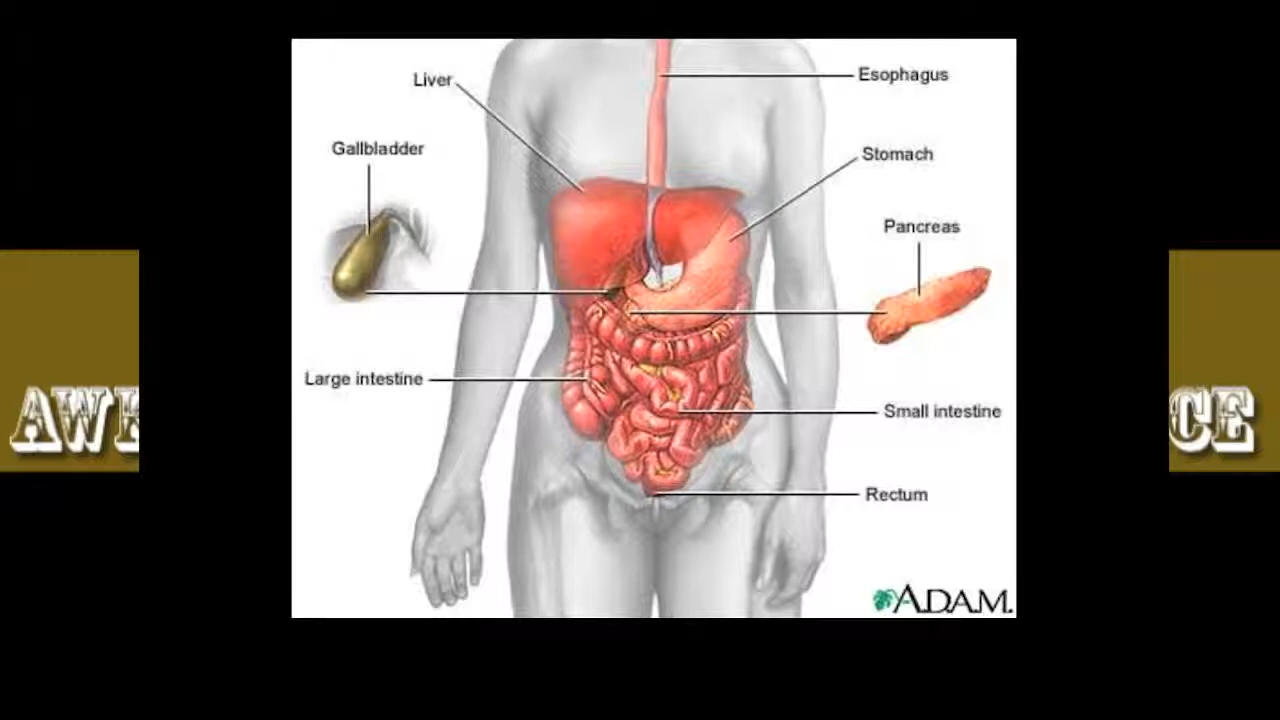 Liver
Esophagus
Gallbladder
Stomach
Pancreas
Large intestine
Small intestine
Rectum
A.D.A.M.
AW
CE